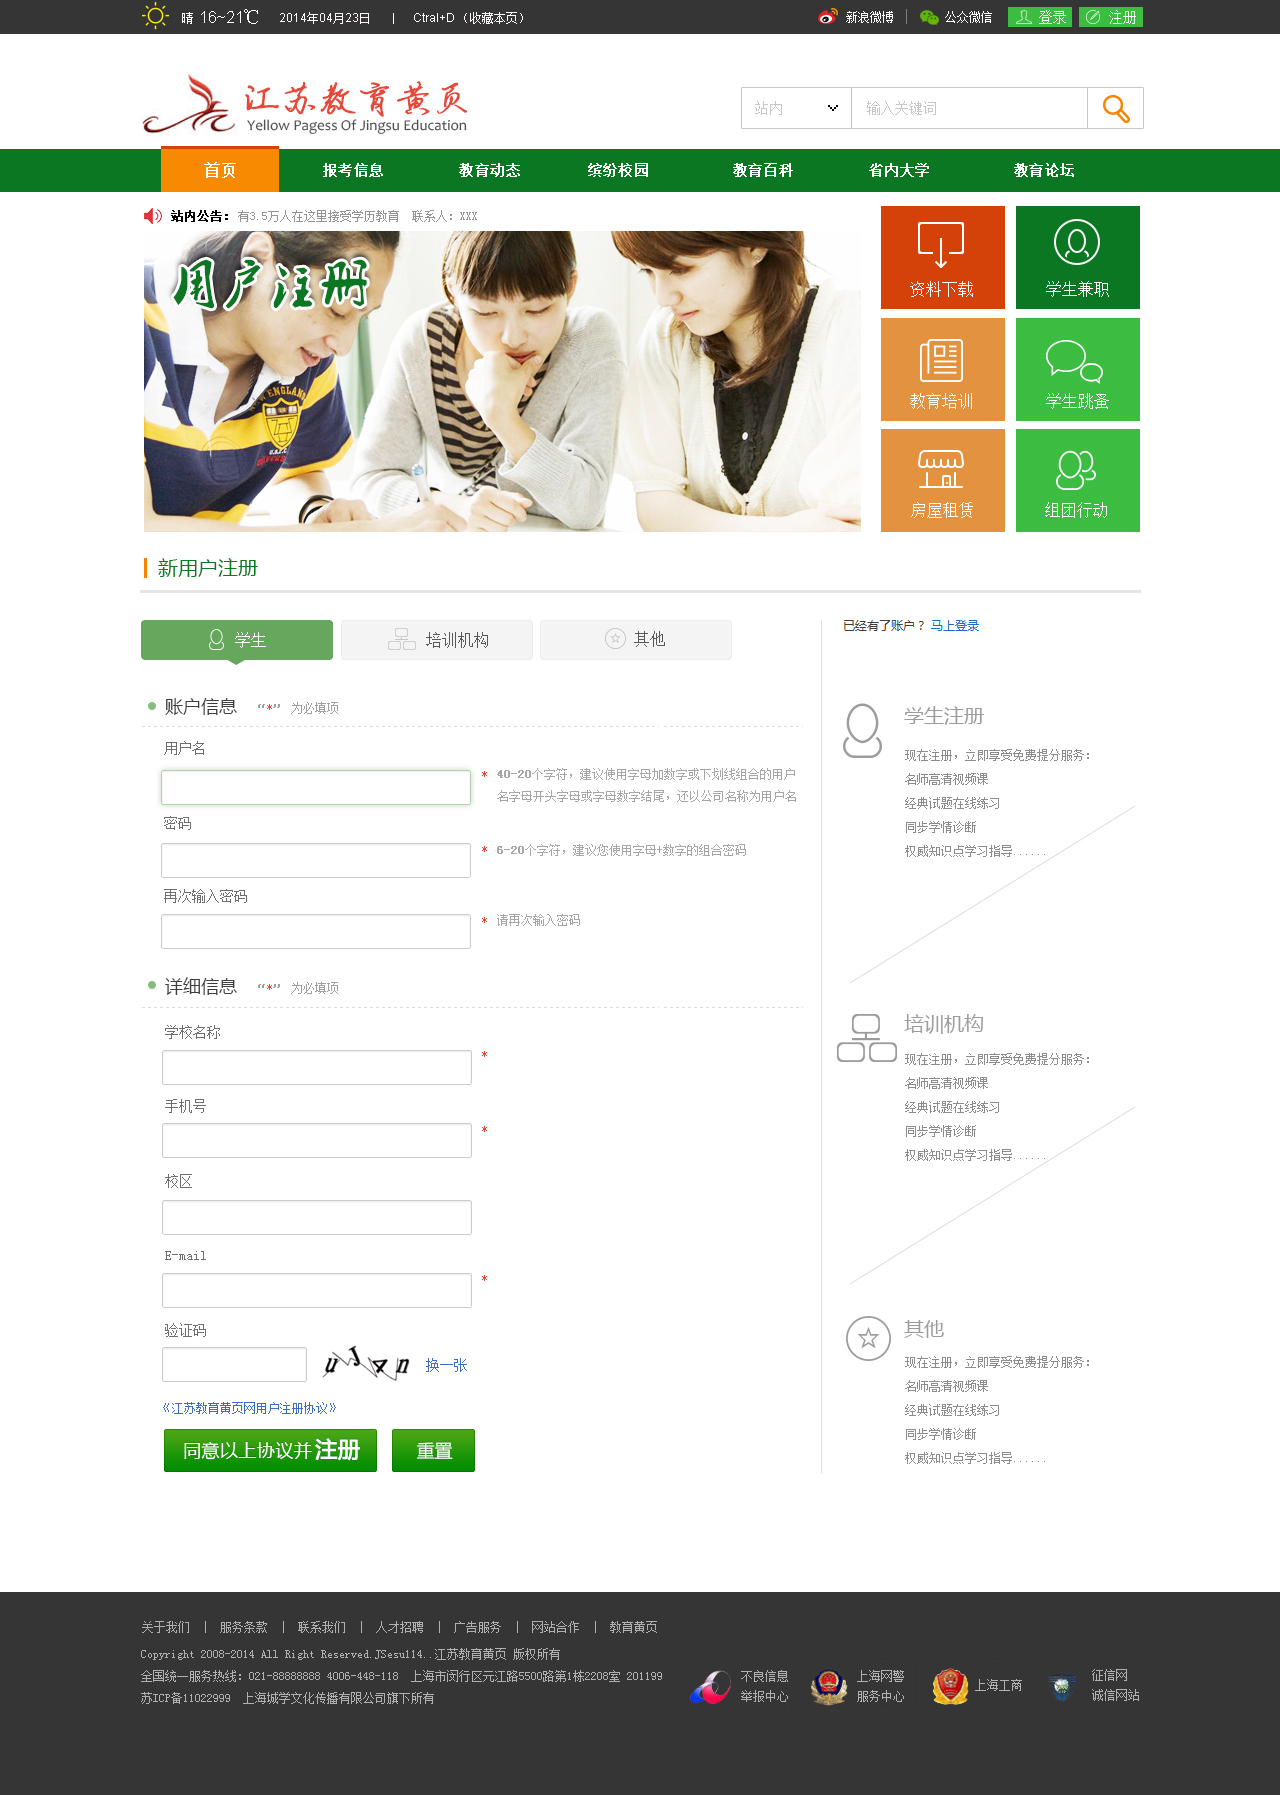 晴 16~21℃ 2014年04月23日 | Ctral+D（收藏本页）
新浪微博 | 公众微信 登录 注册
江苏教育黄页
Yellow Pagess Of Jingsu Education
站内 输入关键词
首页 报考信息 教育动态 缤纷校园 教育百科 省内大学 教育论坛
站内公告：有3.5万人在这里接受学历教育 联系人：XXX
用户注册
资料下载 学生兼职
教育培训 学生跳蚤
房屋租赁 组团行动
新用户注册
学生 培训机构 其他
已经有了账户？ 马上登录
账户信息 “*” 为必填项
用户名
* 40-20个字符，建议使用字母加数字或下划线组合的用户
名字母开头字母或字母数字结尾，还以公司名称为用户名
密码
* 6-20个字符，建议您使用字母+数字的组合密码
再次输入密码
* 请再次输入密码
详细信息 “*” 为必填项
学校名称
*
手机号
*
校区
E-mail
*
验证码
换一张
《江苏教育黄页网用户注册协议》
同意以上协议并 注册 重置
学生注册
现在注册，立即享受免费提分服务：
名师高清视频课
经典试题在线练习
同步学情诊断
权威知识点学习指导......
培训机构
现在注册，立即享受免费提分服务：
名师高清视频课
经典试题在线练习
同步学情诊断
权威知识点学习指导......
其他
现在注册，立即享受免费提分服务：
名师高清视频课
经典试题在线练习
同步学情诊断
权威知识点学习指导......
关于我们 | 服务条款 | 联系我们 | 人才招聘 | 广告服务 | 网站合作 | 教育黄页
Copyright 2008-2014 All Right Reserved.JSesu114..江苏教育黄页 版权所有
全国统一服务热线：021-88888888 4006-448-118 上海市闵行区元江路5500路第1栋2208室 201199
苏ICP备11022999 上海城学文化传播有限公司旗下所有
不良信息
举报中心
上海网警
服务中心
上海工商
征信网
诚信网站